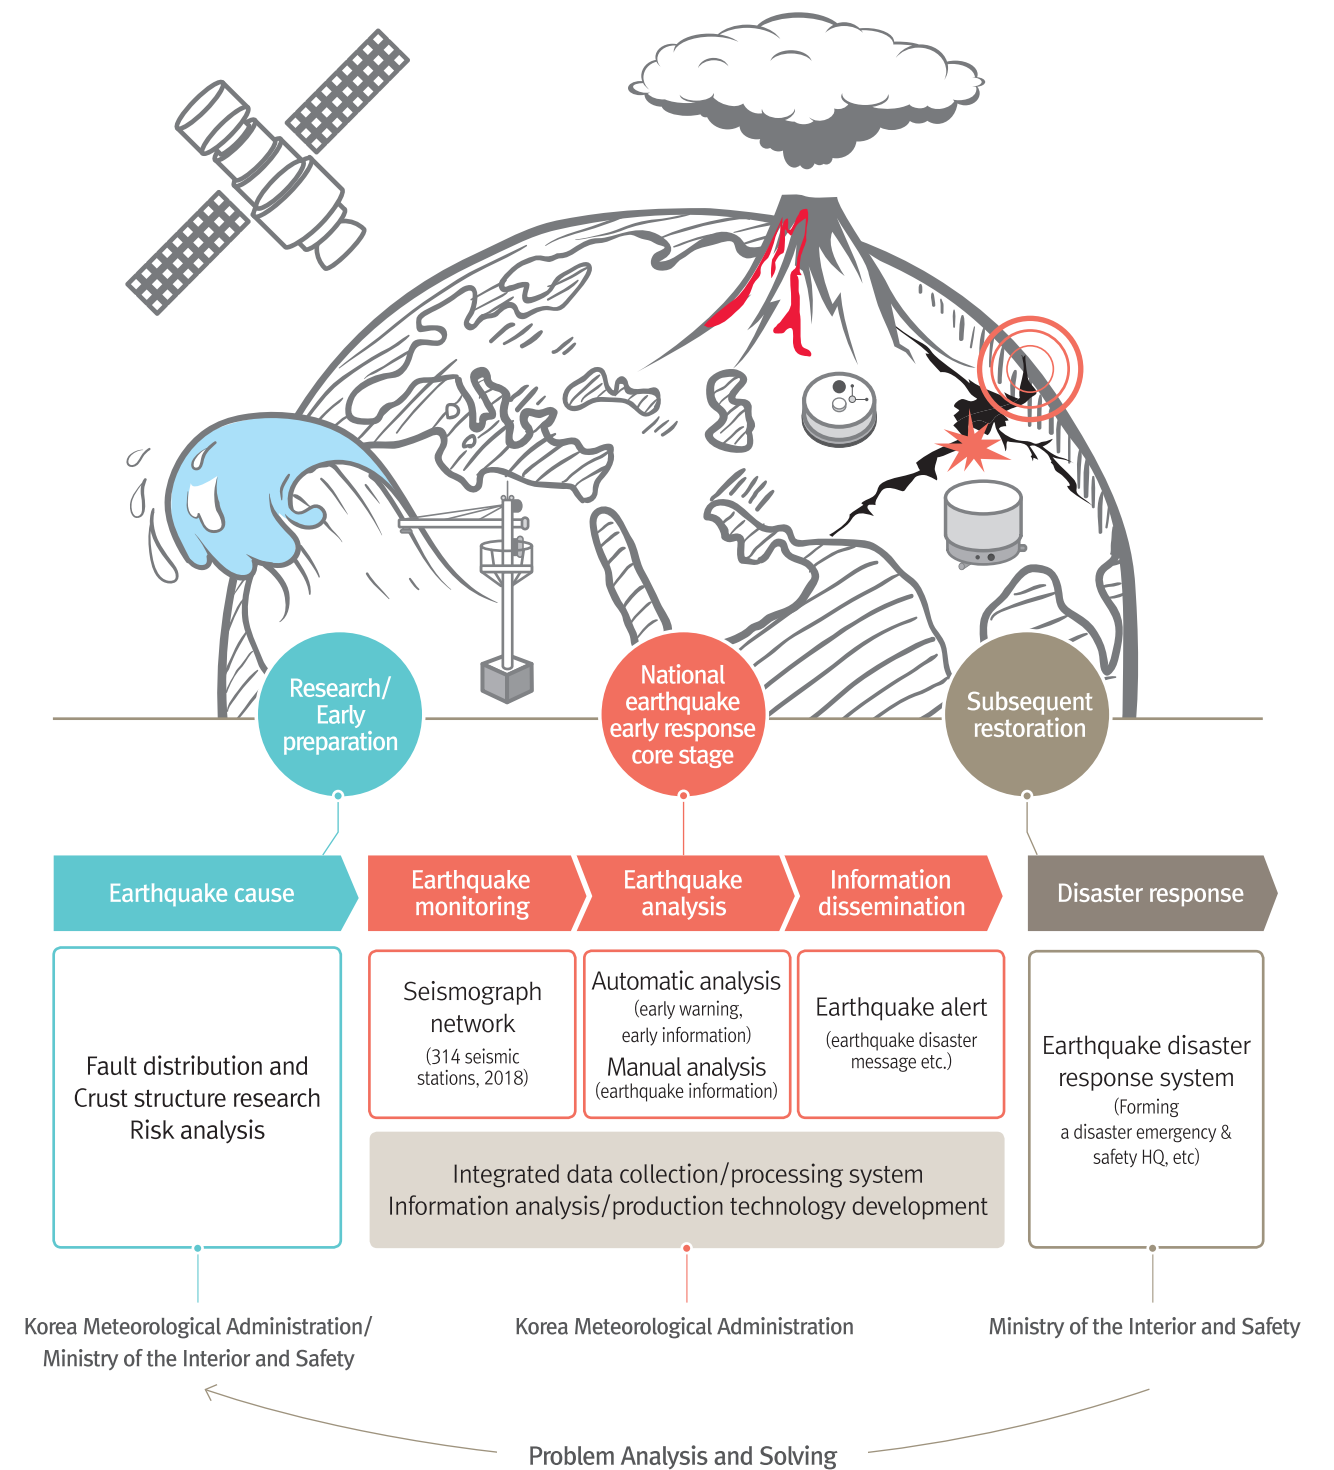 Research/
Early
preparation
National
earthquake
early response
core stage
Subsequent
restoration
Earthquake cause
Earthquake
monitoring
Earthquake
analysis
Information
dissemination
Disaster response
Fault distribution and
Crust structure research
Risk analysis
Seismograph
network
(314 seismic
stations, 2018)
Automatic analysis
(early warning,
early information)
Manual analysis
(earthquake information)
Earthquake alert
(earthquake disaster
message etc.)
Earthquake disaster
response system
(Forming
a disaster emergency &
safety HQ, etc)
Integrated data collection/processing system
Information analysis/production technology development
Korea Meteorological Administration/
Ministry of the Interior and Safety
Korea Meteorological Administration
Ministry of the Interior and Safety
Problem Analysis and Solving